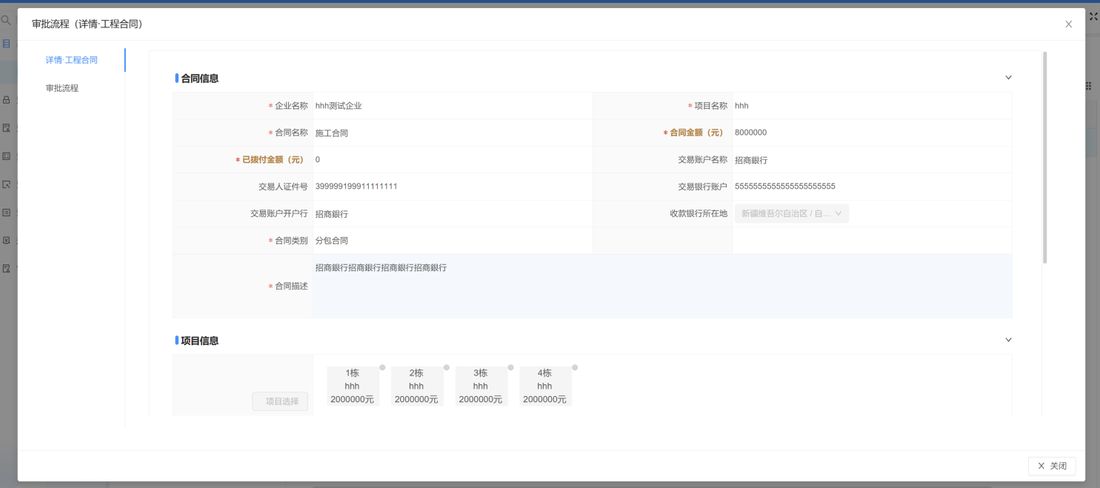 审批流程（详情·工程合同）
详情·工程合同
审批流程
合同信息
* 企业名称 hhh测试企业 * 项目名称 hhh
* 合同名称 施工合同 * 合同金额（元） 8000000
* 已拨付金额（元） 0 交易账户名称 招商銀行
交易人证件号 399999199911111111 交易银行账户 5555555555555555555555
交易账户开户行 招商銀行 收款银行所在地 新疆维吾尔自治区 / 自...
* 合同类别 分包合同
* 合同描述 招商銀行招商銀行招商銀行招商銀行
项目信息
1栋 2栋 3栋 4栋
hhh hhh hhh hhh
项目选择 2000000元 2000000元 2000000元 2000000元
关闭